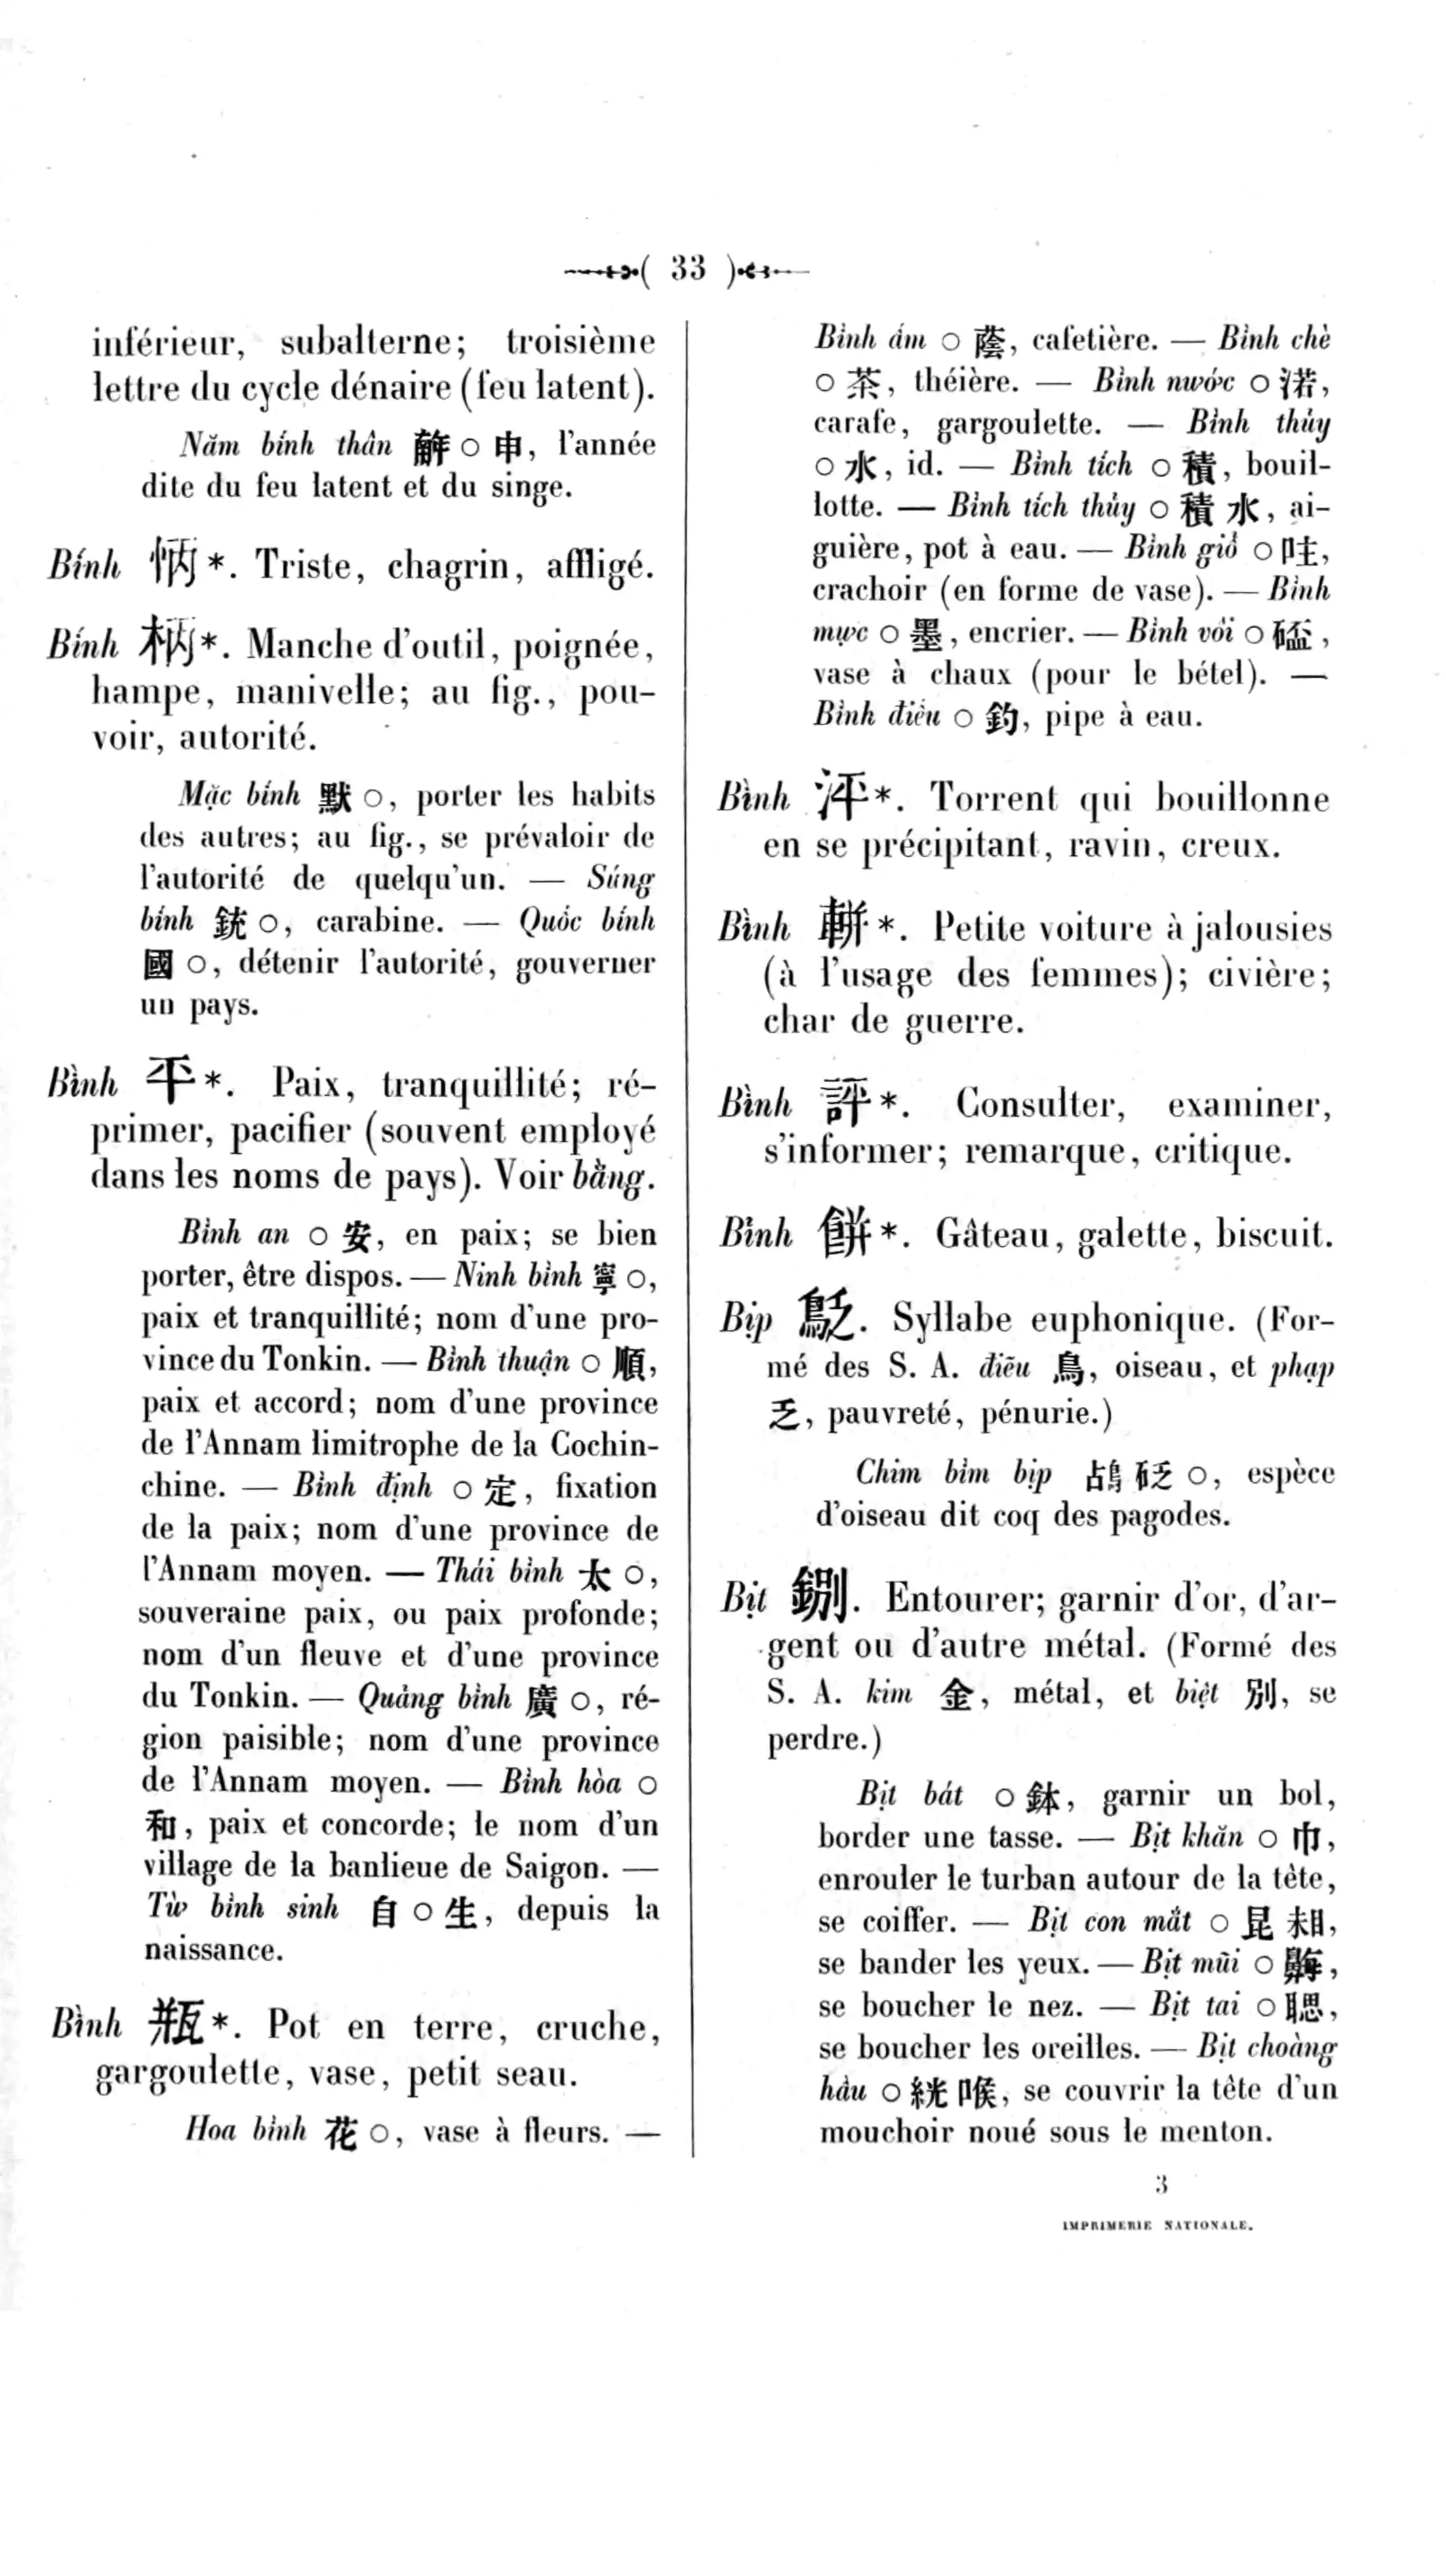 ( 33 )
inférieur, subalterne; troisième
lettre du cycle dénaire (feu latent).
Năm bính thân ○ 申, l'année
dite du feu latent et du singe.
Bính 怲 *. Triste, chagrin, affligé.
Bính 柄 *. Manche d'outil, poignée,
hampe, manivelle; au fig., pou-
voir, autorité.
Mặc bính 默 ○, porter les habits
des autres; au fig., se prévaloir de
l'autorité de quelqu'un. — Súng
bính 銃 ○, carabine. — Quốc bính
國 ○, détenir l'autorité, gouverner
un pays.
Bình 平 *. Paix, tranquillité; ré-
primer, pacifier (souvent employé
dans les noms de pays). Voir bằng.
Bình an ○ 安, en paix; se bien
porter, être dispos. — Ninh bình 寧 ○,
paix et tranquillité; nom d'une pro-
vince du Tonkin. — Bình thuận ○ 順,
paix et accord; nom d'une province
de l'Annam limitrophe de la Cochin-
chine. — Bình định ○ 定, fixation
de la paix; nom d'une province de
l'Annam moyen. — Thái bình 太 ○,
souveraine paix, ou paix profonde;
nom d'un fleuve et d'une province
du Tonkin. — Quảng bình 廣 ○, ré-
gion paisible; nom d'une province
de l'Annam moyen. — Bình hòa ○
和, paix et concorde; le nom d'un
village de la banlieue de Saigon. —
Từ bình sinh 自 ○ 生, depuis la
naissance.
Bình 瓶 *. Pot en terre, cruche,
gargoulette, vase, petit seau.
Hoa bình 花 ○, vase à fleurs. —
Bình ấm ○ 蔭, cafetière. — Bình chè
○ 茶, théière. — Bình nước ○ 渃,
carafe, gargoulette. — Bình thủy
○ 水, id. — Bình tích ○ 積, bouil-
lotte. — Bình tích thủy ○ 積 水, ai-
guière, pot à eau. — Bình giổ ○,
crachoir (en forme de vase). — Bình
mực ○ 墨, encrier. — Bình vôi ○,
vase à chaux (pour le bétel). —
Bình điếu ○ 釣, pipe à eau.
Bình 泙 *. Torrent qui bouillonne
en se précipitant, ravin, creux.
Bình 軿 *. Petite voiture à jalousies
(à l'usage des femmes); civière;
char de guerre.
Bình 評 *. Consulter, examiner,
s'informer; remarque, critique.
Bỉnh 餅 *. Gâteau, galette, biscuit.
Bịp 鴔. Syllabe euphonique. (For-
mé des S. A. điểu 鳥, oiseau, et phạp
乏, pauvreté, pénurie.)
Chim bìm bịp 砭 ○, espèce
d'oiseau dit coq des pagodes.
Bịt. Entourer; garnir d'or, d'ar-
gent ou d'autre métal. (Formé des
S. A. kim 金, métal, et biệt 別, se
perdre.)
Bịt bát ○ 鉢, garnir un bol,
border une tasse. — Bịt khăn ○ 巾,
enrouler le turban autour de la tête,
se coiffer. — Bịt con mắt ○ 昆,
se bander les yeux. — Bịt mũi ○,
se boucher le nez. — Bịt tai ○,
se boucher les oreilles. — Bịt choàng
hầu ○ 絖 喉, se couvrir la tête d'un
mouchoir noué sous le menton.
3
IMPRIMERIE NATIONALE.